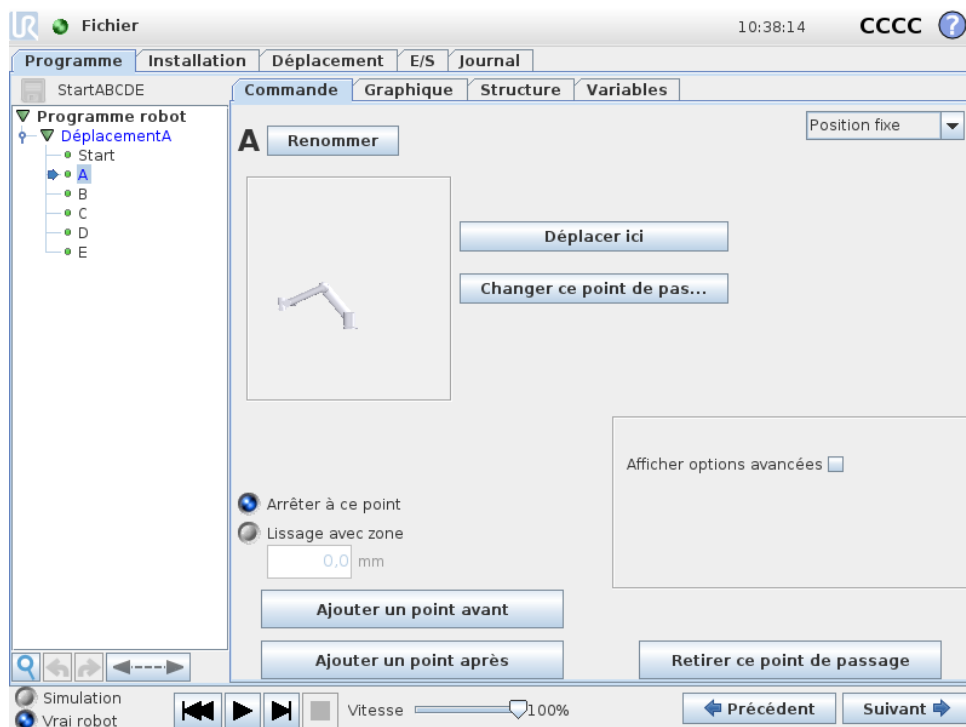 UR Fichier 10:38:14 CCCC ?
Programme Installation Déplacement E/S Journal
StartABCDE Commande Graphique Structure Variables
Programme robot
DéplacementA
Start
A
B
C
D
E
A Renommer Position fixe
Déplacer ici
Changer ce point de pas...
Afficher options avancées
Arrêter à ce point
Lissage avec zone
0,0 mm
Ajouter un point avant
Ajouter un point après Retirer ce point de passage
Simulation
Vrai robot
Vitesse 100% Précédent Suivant